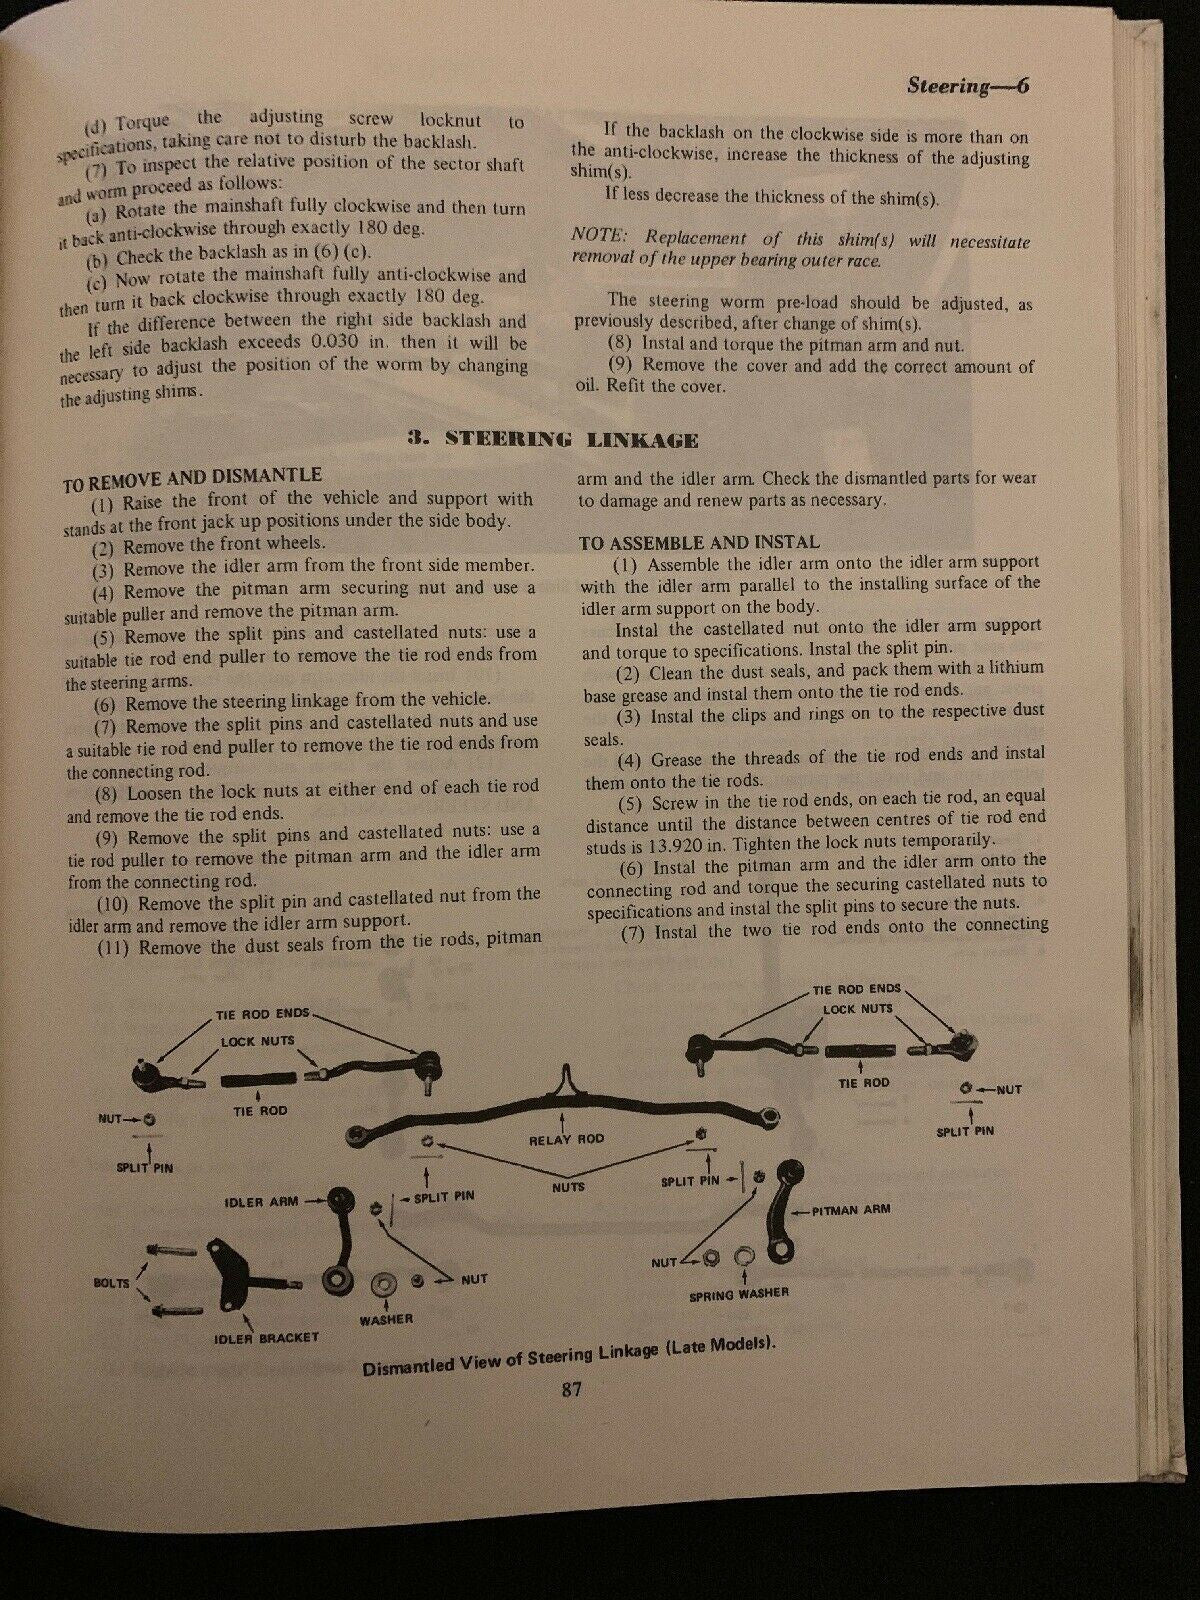 Steering—6
(d) Torque the adjusting screw locknut to
specifications, taking care not to disturb the backlash.
(7) To inspect the relative position of the sector shaft
and worm proceed as follows:
(a) Rotate the mainshaft fully clockwise and then turn
it back anti-clockwise through exactly 180 deg.
(b) Check the backlash as in (6) (c).
(c) Now rotate the mainshaft fully anti-clockwise and
then turn it back clockwise through exactly 180 deg.
If the difference between the right side backlash and
the left side backlash exceeds 0.030 in. then it will be
necessary to adjust the position of the worm by changing
the adjusting shims.
If the backlash on the clockwise side is more than on
the anti-clockwise, increase the thickness of the adjusting
shim(s).
If less decrease the thickness of the shim(s).
NOTE: Replacement of this shim(s) will necessitate
removal of the upper bearing outer race.
The steering worm pre-load should be adjusted, as
previously described, after change of shim(s).
(8) Instal and torque the pitman arm and nut.
(9) Remove the cover and add the correct amount of
oil. Refit the cover.
3. STEERING LINKAGE
TO REMOVE AND DISMANTLE
(1) Raise the front of the vehicle and support with
stands at the front jack up positions under the side body.
(2) Remove the front wheels.
(3) Remove the idler arm from the front side member.
(4) Remove the pitman arm securing nut and use a
suitable puller and remove the pitman arm.
(5) Remove the split pins and castellated nuts: use a
suitable tie rod end puller to remove the tie rod ends from
the steering arms.
(6) Remove the steering linkage from the vehicle.
(7) Remove the split pins and castellated nuts and use
a suitable tie rod end puller to remove the tie rod ends from
the connecting rod.
(8) Loosen the lock nuts at either end of each tie rod
and remove the tie rod ends.
(9) Remove the split pins and castellated nuts: use a
tie rod puller to remove the pitman arm and the idler arm
from the connecting rod.
(10) Remove the split pin and castellated nut from the
idler arm and remove the idler arm support.
(11) Remove the dust seals from the tie rods, pitman
arm and the idler arm. Check the dismantled parts for wear
to damage and renew parts as necessary.
TO ASSEMBLE AND INSTAL
(1) Assemble the idler arm onto the idler arm support
with the idler arm parallel to the installing surface of the
idler arm support on the body.
Instal the castellated nut onto the idler arm support
and torque to specifications. Instal the split pin.
(2) Clean the dust seals, and pack them with a lithium
base grease and instal them onto the tie rod ends.
(3) Instal the clips and rings on to the respective dust
seals.
(4) Grease the threads of the tie rod ends and instal
them onto the tie rods.
(5) Screw in the tie rod ends, on each tie rod, an equal
distance until the distance between centres of tie rod end
studs is 13.920 in. Tighten the lock nuts temporarily.
(6) Instal the pitman arm and the idler arm onto the
connecting rod and torque the securing castellated nuts to
specifications and instal the split pins to secure the nuts.
(7) Instal the two tie rod ends onto the connecting
TIE ROD ENDS
LOCK NUTS
TIE ROD
NUT
SPLIT PIN
TIE ROD ENDS
LOCK NUTS
TIE ROD
NUT
SPLIT PIN
RELAY ROD
NUTS
SPLIT PIN
SPLIT PIN
IDLER ARM
NUT
BOLTS
WASHER
IDLER BRACKET
PITMAN ARM
NUT
SPRING WASHER
Dismantled View of Steering Linkage (Late Models).
87